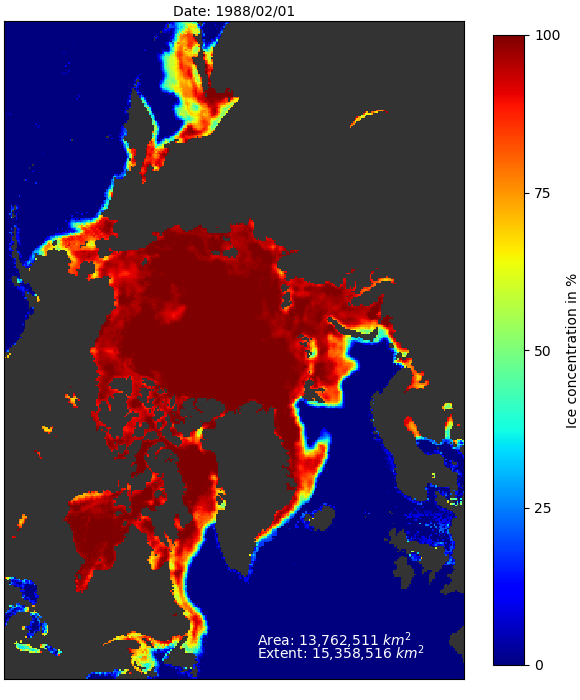 Date: 1988/02/01
100
75
50
25
0
Ice concentration in %
Area: 13,762,511 km²
Extent: 15,358,516 km²